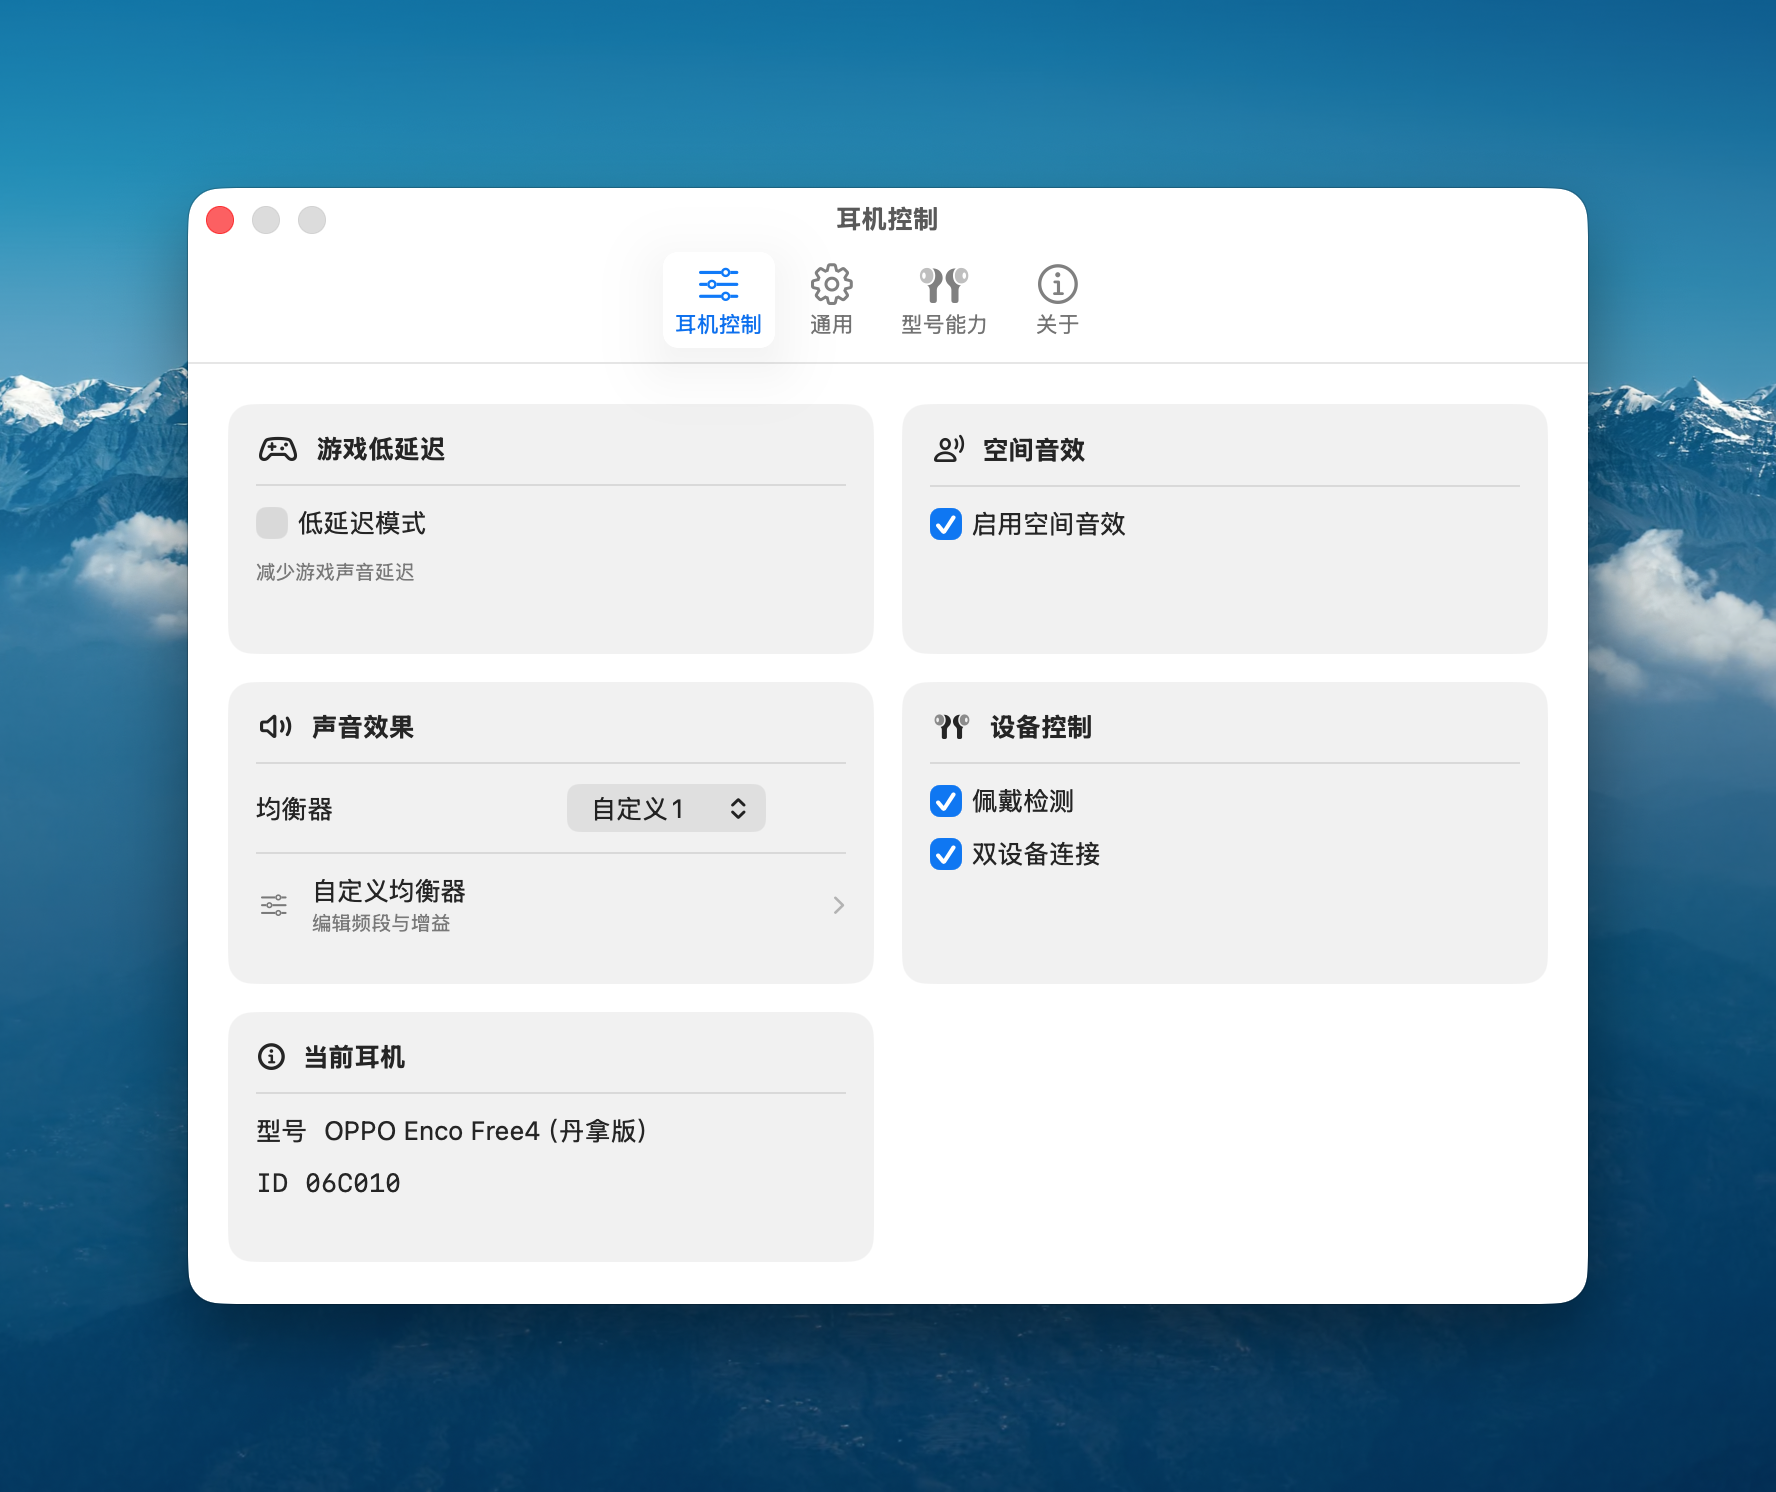 耳机控制
耳机控制
通用
型号能力
关于
游戏低延迟
低延迟模式
减少游戏声音延迟
空间音效
启用空间音效
声音效果
均衡器
自定义1
自定义均衡器
编辑频段与增益
设备控制
佩戴检测
双设备连接
当前耳机
型号 OPPO Enco Free4 (丹拿版)
ID 06C010